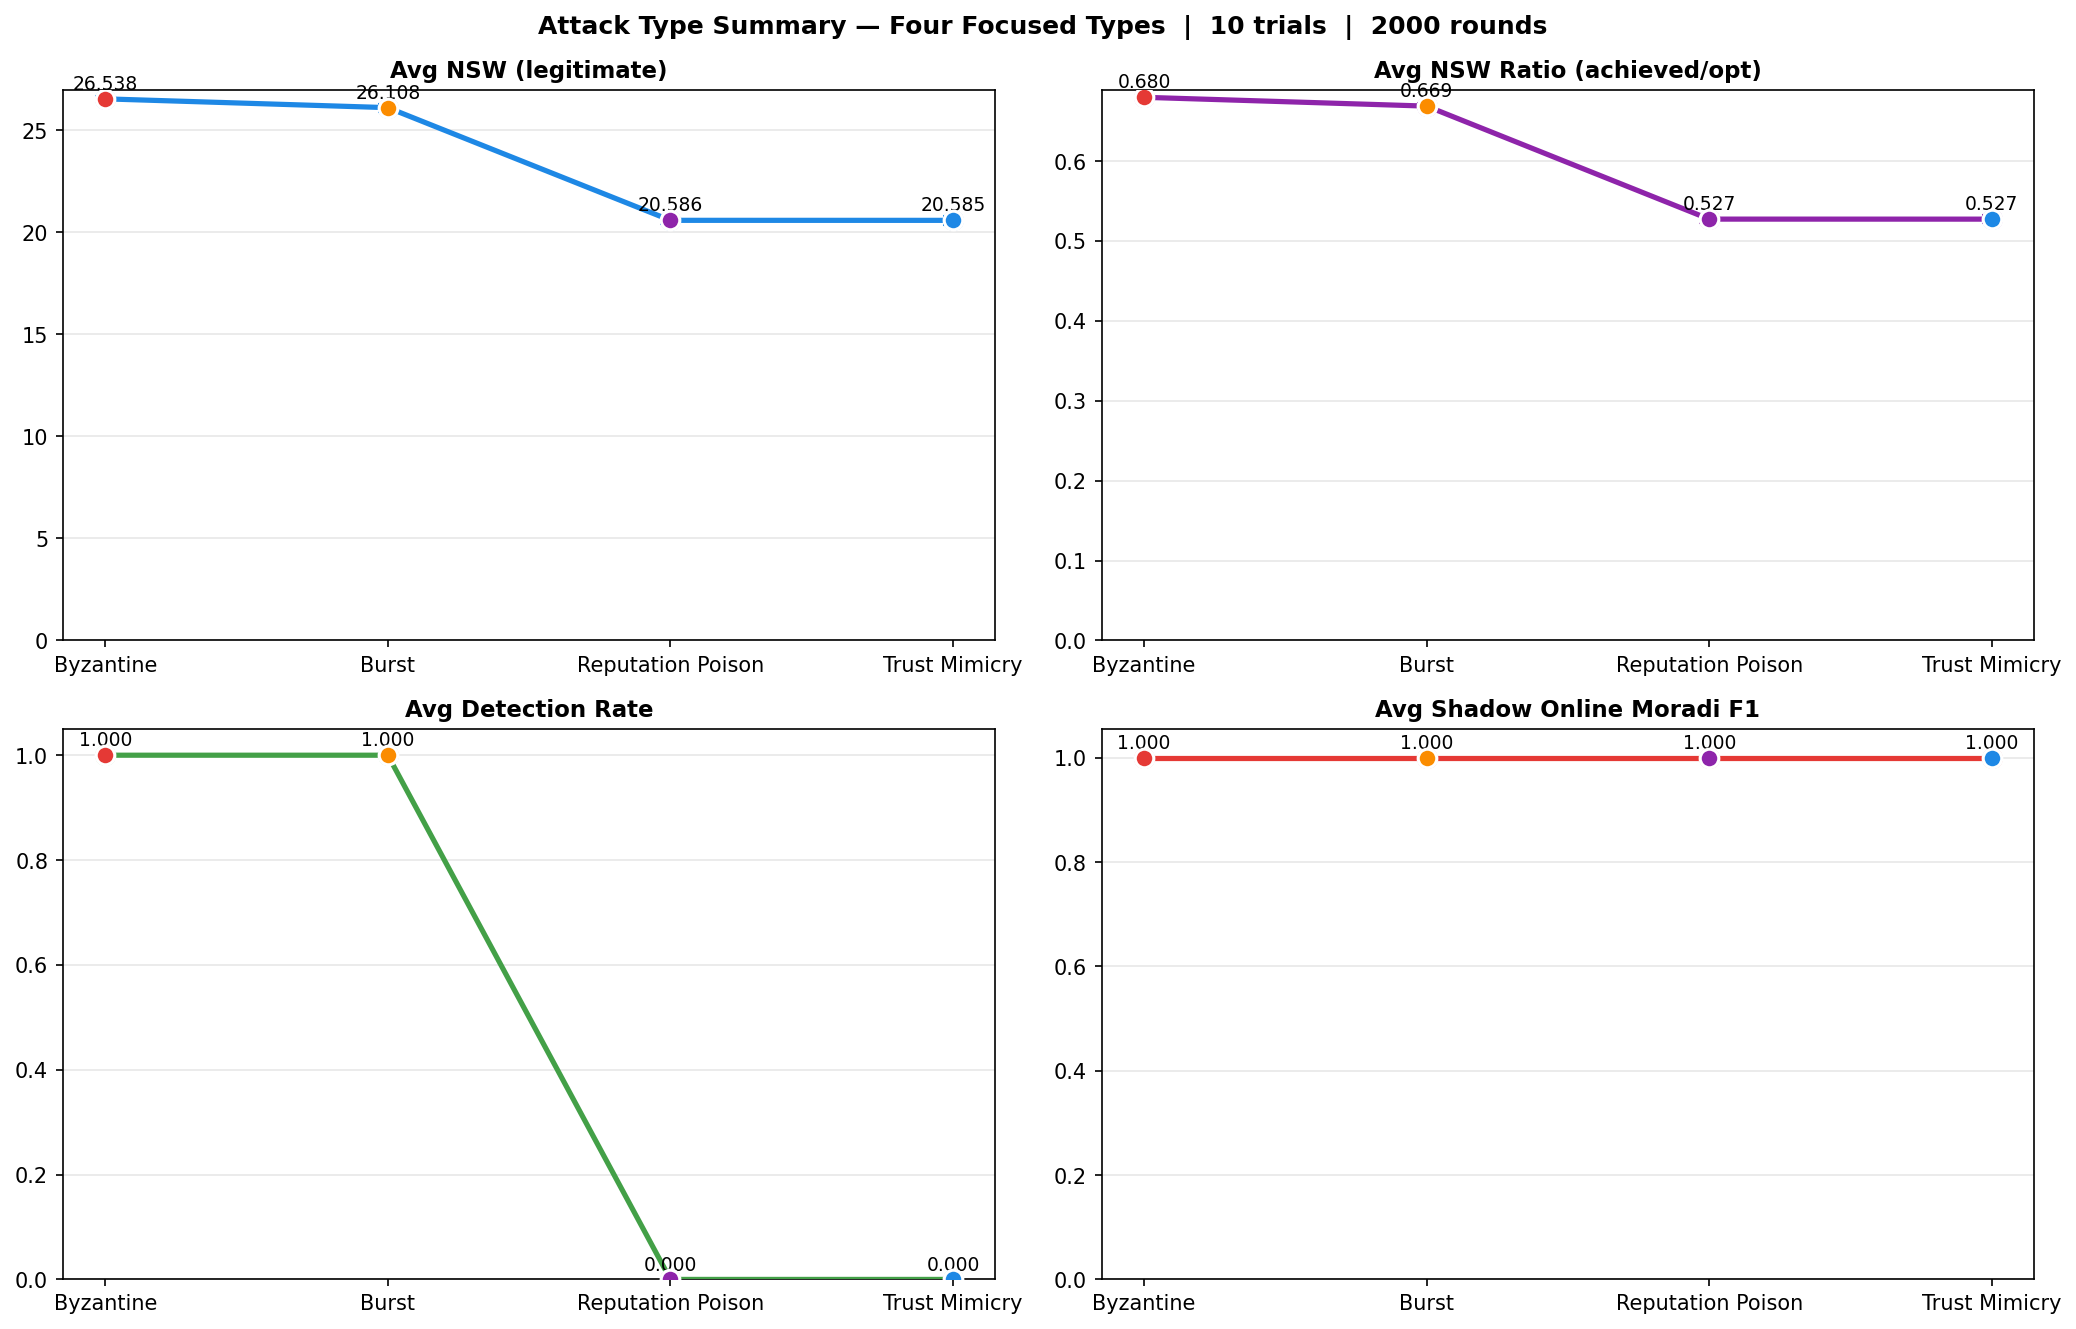 Attack Type Summary — Four Focused Types | 10 trials | 2000 rounds
Avg NSW (legitimate)
26.538
26.108
20.586
20.585
25
20
15
10
5
0
Byzantine
Burst
Reputation Poison
Trust Mimicry
Avg NSW Ratio (achieved/opt)
0.680
0.669
0.527
0.527
0.6
0.5
0.4
0.3
0.2
0.1
0.0
Byzantine
Burst
Reputation Poison
Trust Mimicry
Avg Detection Rate
1.000
1.000
0.000
0.000
1.0
0.8
0.6
0.4
0.2
0.0
Byzantine
Burst
Reputation Poison
Trust Mimicry
Avg Shadow Online Moradi F1
1.000
1.000
1.000
1.000
1.0
0.8
0.6
0.4
0.2
0.0
Byzantine
Burst
Reputation Poison
Trust Mimicry